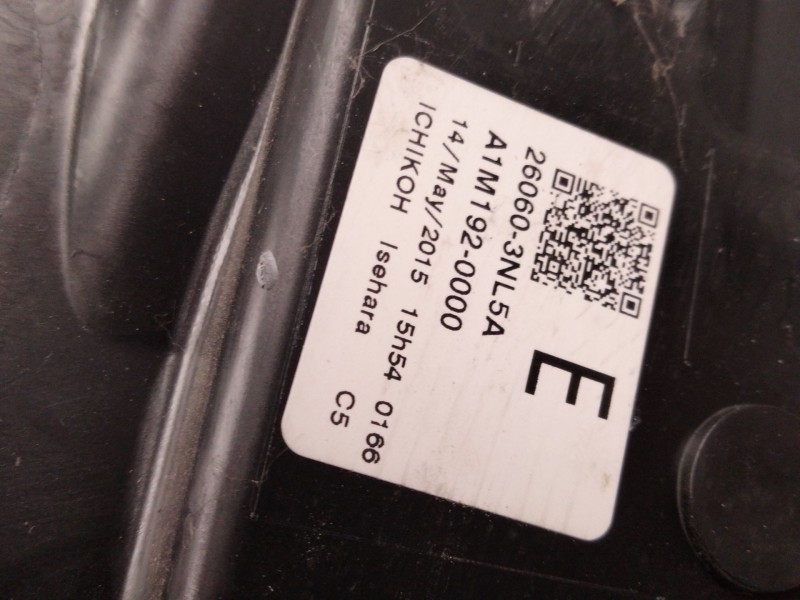 E
26060-3NL5A
A1M192-0000
14/May/2015 15h54 0166
ICHIKOH Isehara C5